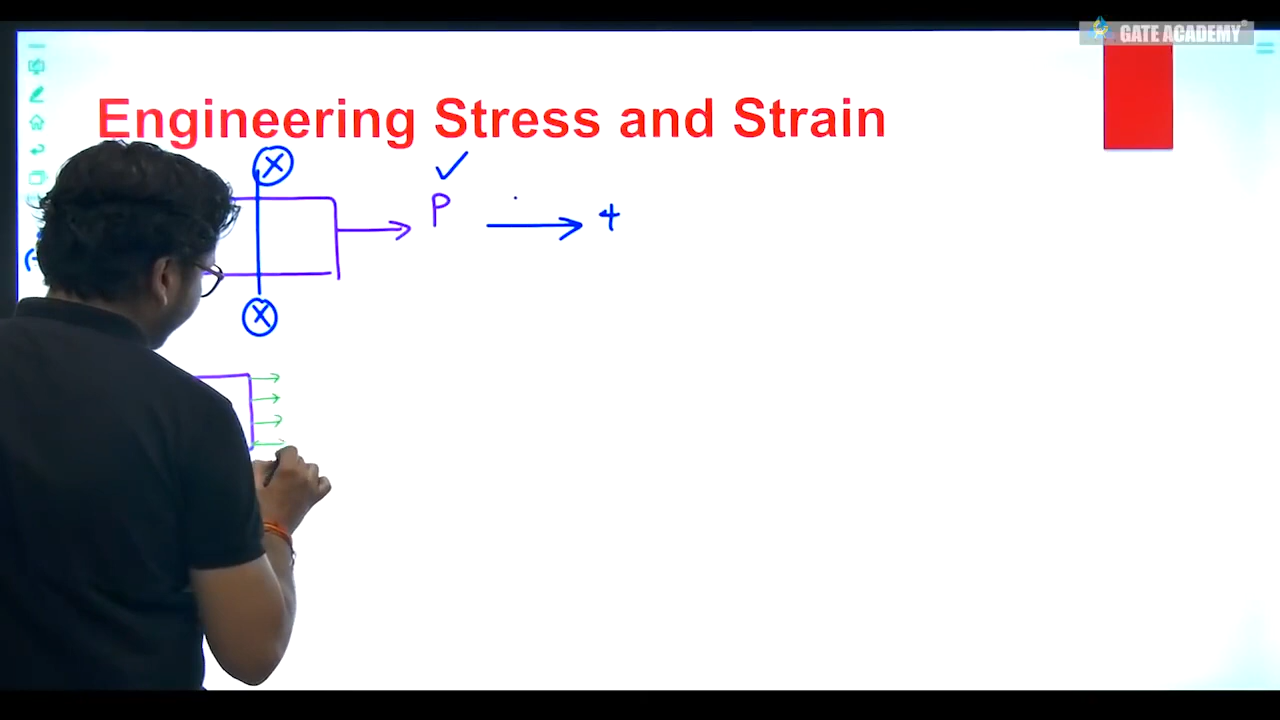 GATE ACADEMY®
Engineering Stress and Strain
X
P
+
X